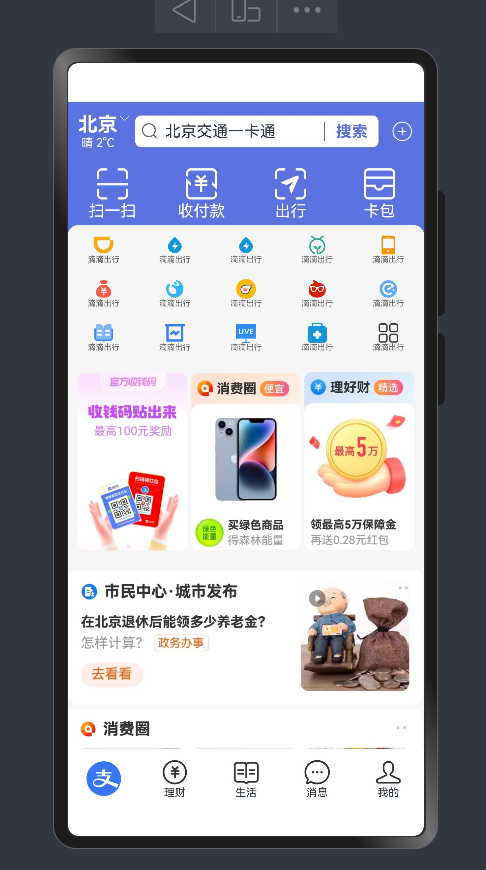 北京
晴 2℃
北京交通一卡通
搜索
扫一扫
收付款
出行
卡包
滴滴出行
滴滴出行
滴滴出行
滴滴出行
滴滴出行
滴滴出行
滴滴出行
滴滴出行
滴滴出行
滴滴出行
滴滴出行
滴滴出行
LIVE
滴滴出行
滴滴出行
滴滴出行
官方收钱码
收钱码贴出来
最高100元奖励
消费圈 便宜
绿色能量
买绿色商品
得森林能量
理好财 精选
最高5万
领最高5万保障金
再送0.28元红包
市民中心·城市发布
在北京退休后能领多少养老金?
怎样计算? 政务办事
去看看
消费圈
支
理财
生活
消息
我的